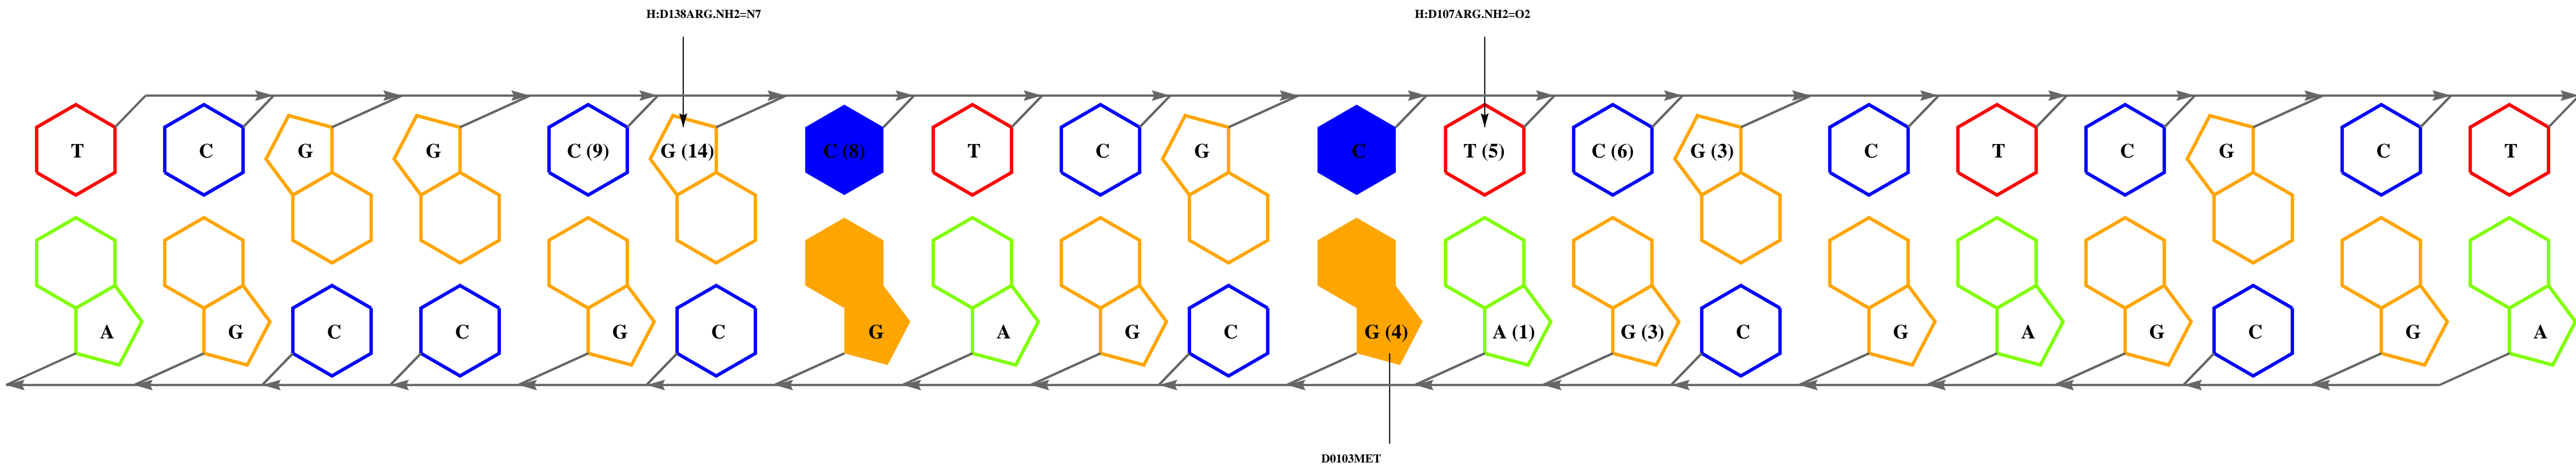 H:D138ARG.NH2=N7 H:D107ARG.NH2=O2
T C G G C (9) G (14) C (8) T C G C T (5) C (6) G (3) C T C G C T
A G C C G C G A G C G (4) A (1) G (3) C G A G C G A
D0103MET